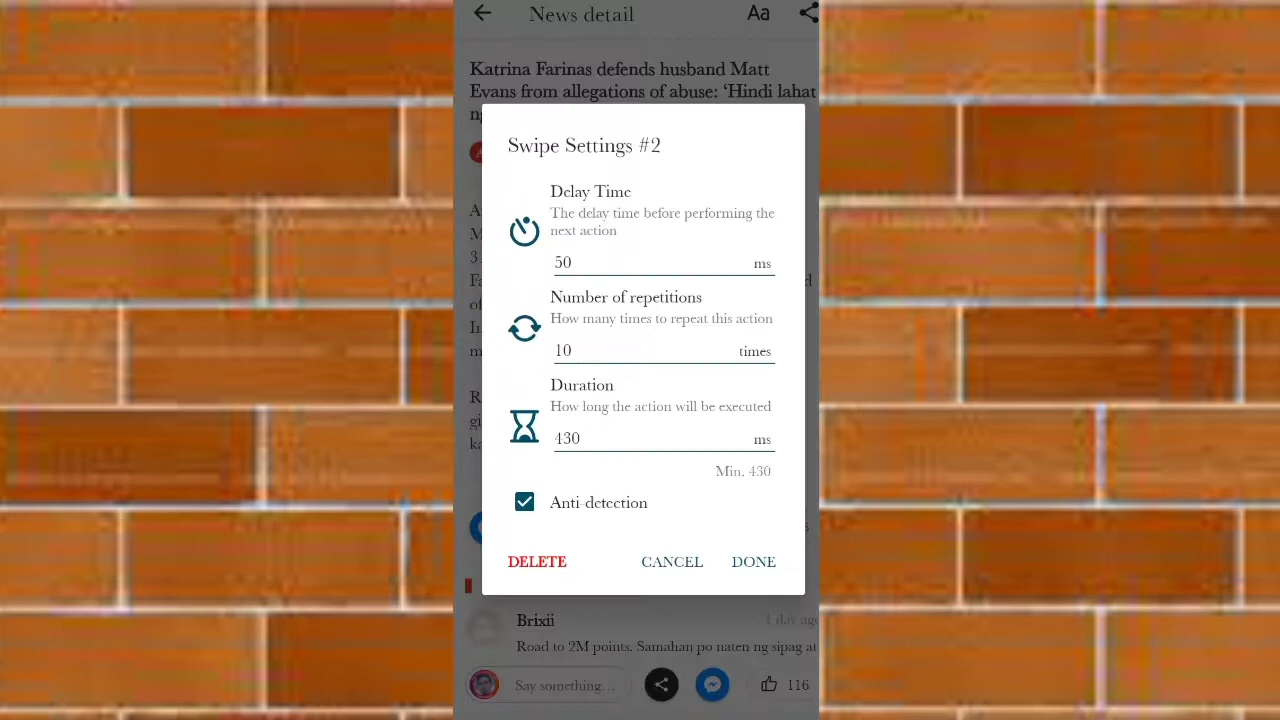 News detail
Aa
Katrina Farinas defends husband Matt
Evans from allegations of abuse: ‘Hindi lahat
Swipe Settings #2
Delay Time
The delay time before performing the
next action
50 ms
Number of repetitions
How many times to repeat this action
10 times
Duration
How long the action will be executed
430 ms
Min. 430
Anti-detection
DELETE CANCEL DONE
Brixii 1 day ago
Road to 2M points. Samahan po naten ng sipag at
Say something... 116